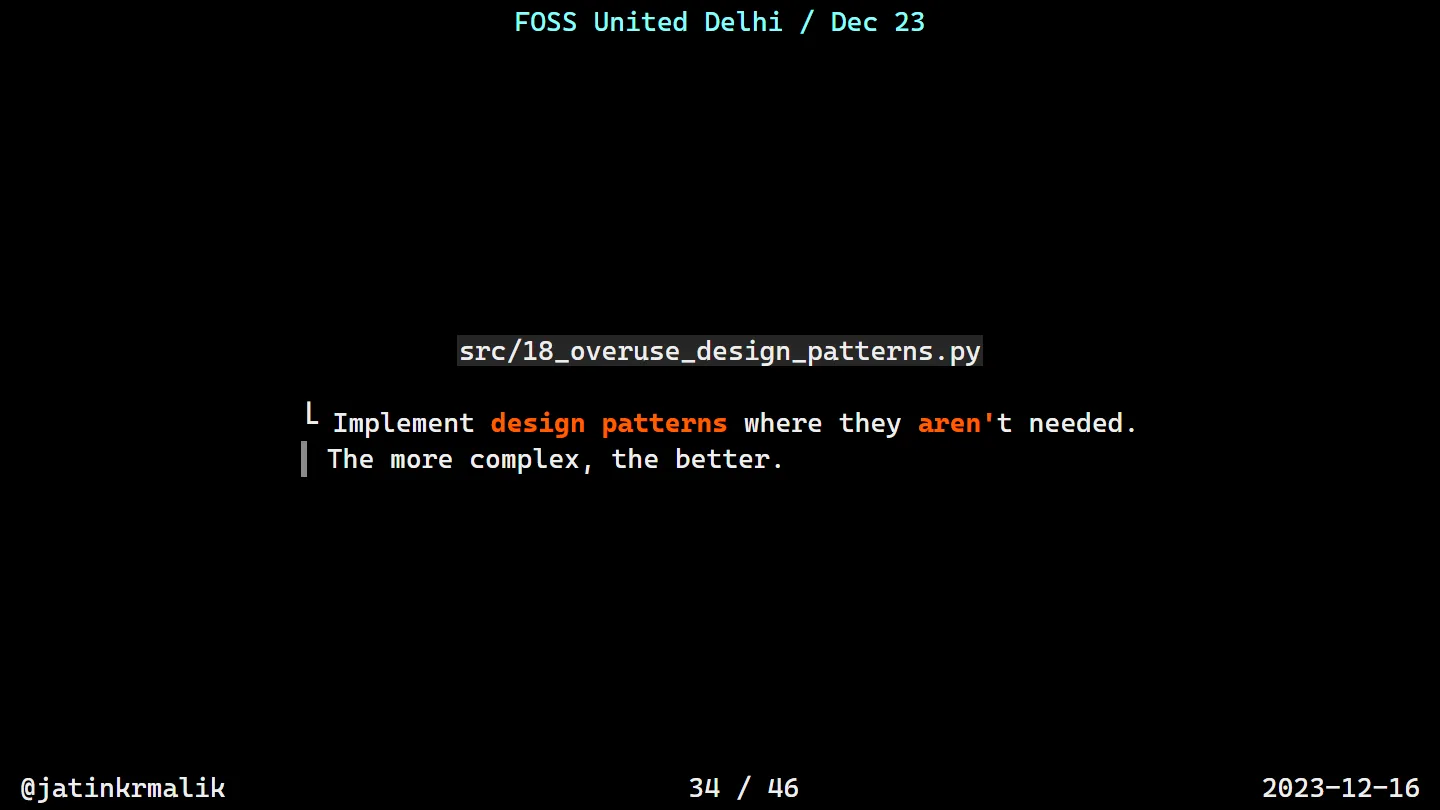 FOSS United Delhi / Dec 23
src/18_overuse_design_patterns.py
Implement design patterns where they aren't needed.
The more complex, the better.
@jatinkrmalik
34 / 46
2023-12-16